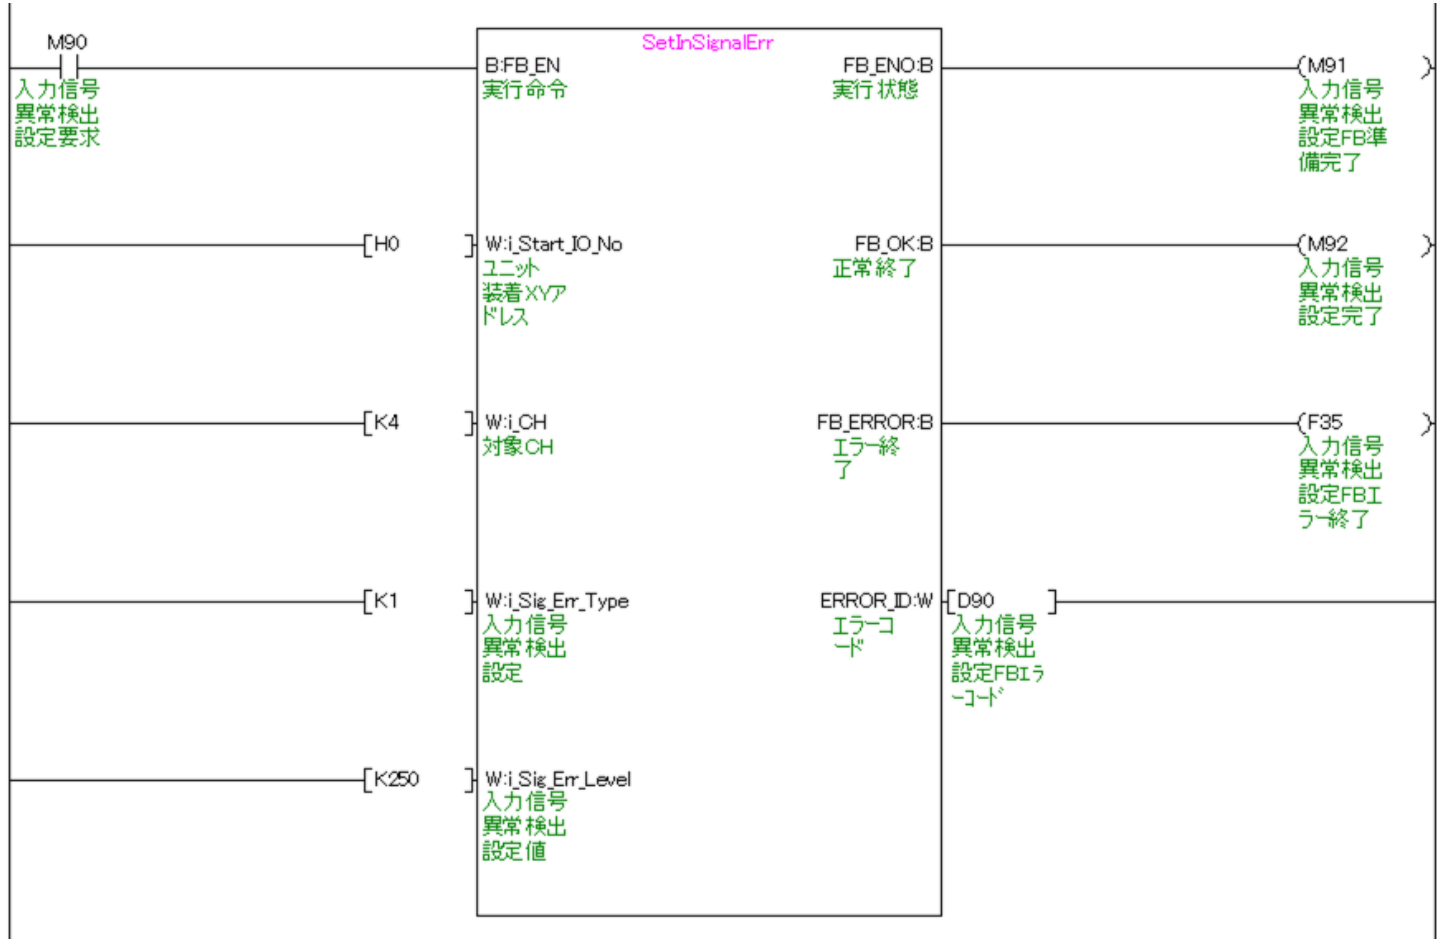 SetInSignalErr
M90
入力信号
異常検出
設定要求
B:FB_EN
実行命令
FB_ENO:B
実行状態
(M91 )
入力信号
異常検出
設定FB準
備完了
[H0 ]
W:i_Start_IO_No
ユニット
装着XYア
ドレス
FB_OK:B
正常終了
(M92 )
入力信号
異常検出
設定完了
[K4 ]
W:i_CH
対象CH
FB_ERROR:B
エラー終
了
(F35 )
入力信号
異常検出
設定FBエ
ラー終了
[K1 ]
W:i_Sig_Err_Type
入力信号
異常検出
設定
ERROR_ID:W
エラーコ
ード
[D90 ]
入力信号
異常検出
設定FBエラ
ーコード
[K250 ]
W:i_Sig_Err_Level
入力信号
異常検出
設定値